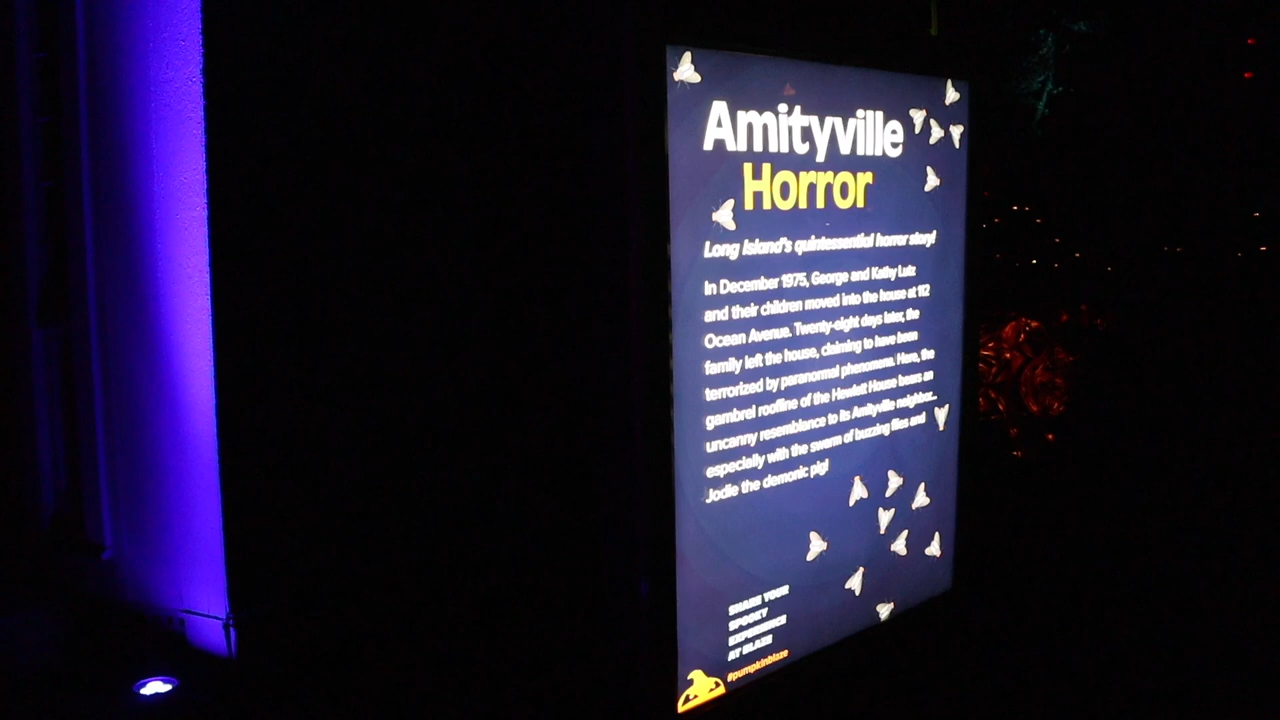 Amityville
Horror
Long Island's quintessential horror story!
In December 1975, George and Kathy Lutz
and their children moved into the house at 112
Ocean Avenue. Twenty-eight days later, the
family left the house, claiming to have been
terrorized by paranormal phenomena. Here, the
gambrel roofline of the Hewlett House bears an
uncanny resemblance to its Amityville neighbor...
especially with the swarm of buzzing flies and
Jodie the demonic pig!
SHARE YOUR
SPOOKY
EXPERIENCE
AT BLAZE
#pumpkinblaze